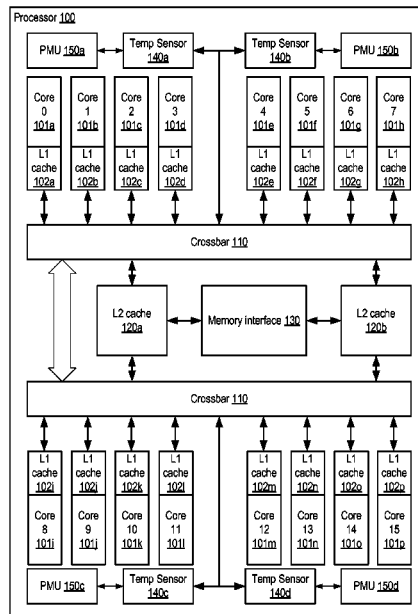 Processor 100
PMU 150a
Temp Sensor 140a
Temp Sensor 140b
PMU 150b
Core 0 101a
Core 1 101b
Core 2 101c
Core 3 101d
Core 4 101e
Core 5 101f
Core 6 101g
Core 7 101h
L1 cache 102a
L1 cache 102b
L1 cache 102c
L1 cache 102d
L1 cache 102e
L1 cache 102f
L1 cache 102g
L1 cache 102h
Crossbar 110
L2 cache 120a
Memory interface 130
L2 cache 120b
Crossbar 110
L1 cache 102i
L1 cache 102j
L1 cache 102k
L1 cache 102l
L1 cache 102m
L1 cache 102n
L1 cache 102o
L1 cache 102p
Core 8 101i
Core 9 101j
Core 10 101k
Core 11 101l
Core 12 101m
Core 13 101n
Core 14 101o
Core 15 101p
PMU 150c
Temp Sensor 140c
Temp Sensor 140d
PMU 150d